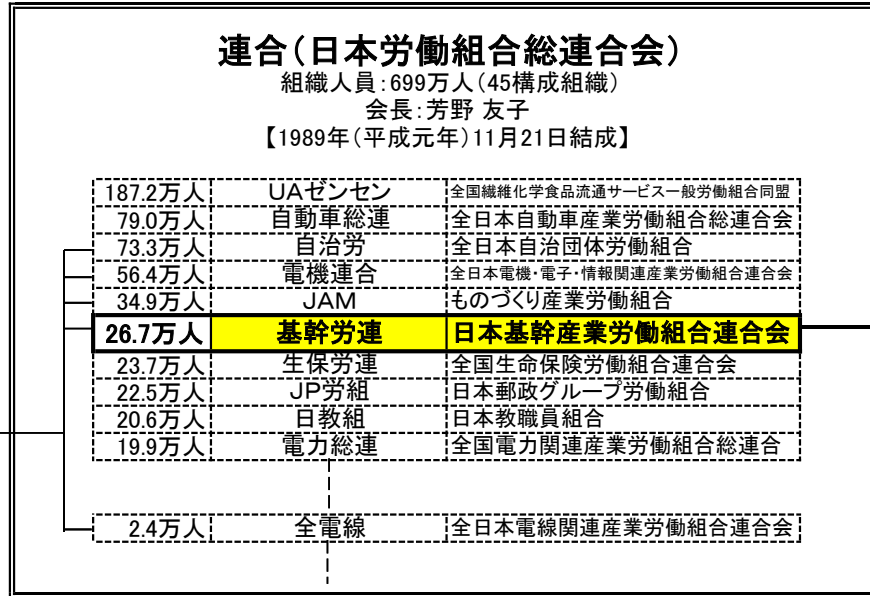 連合(日本労働組合総連合会)
組織人員:699万人(45構成組織)
会長:芳野 友子
【1989年(平成元年)11月21日結成】
187.2万人 UAゼンセン 全国繊維化学食品流通サービス一般労働組合同盟
79.0万人 自動車総連 全日本自動車産業労働組合総連合会
73.3万人 自治労 全日本自治団体労働組合
56.4万人 電機連合 全日本電機・電子・情報関連産業労働組合連合会
34.9万人 JAM ものづくり産業労働組合
26.7万人 基幹労連 日本基幹産業労働組合連合会
23.7万人 生保労連 全国生命保険労働組合連合会
22.5万人 JP労組 日本郵政グループ労働組合
20.6万人 日教組 日本教職員組合
19.9万人 電力総連 全国電力関連産業労働組合総連合
2.4万人 全電線 全日本電線関連産業労働組合連合会